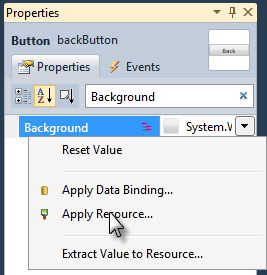 Properties
Button backButton
Back
Properties Events
Background
Background System.W
Reset Value
Apply Data Binding...
Apply Resource...
Extract Value to Resource...